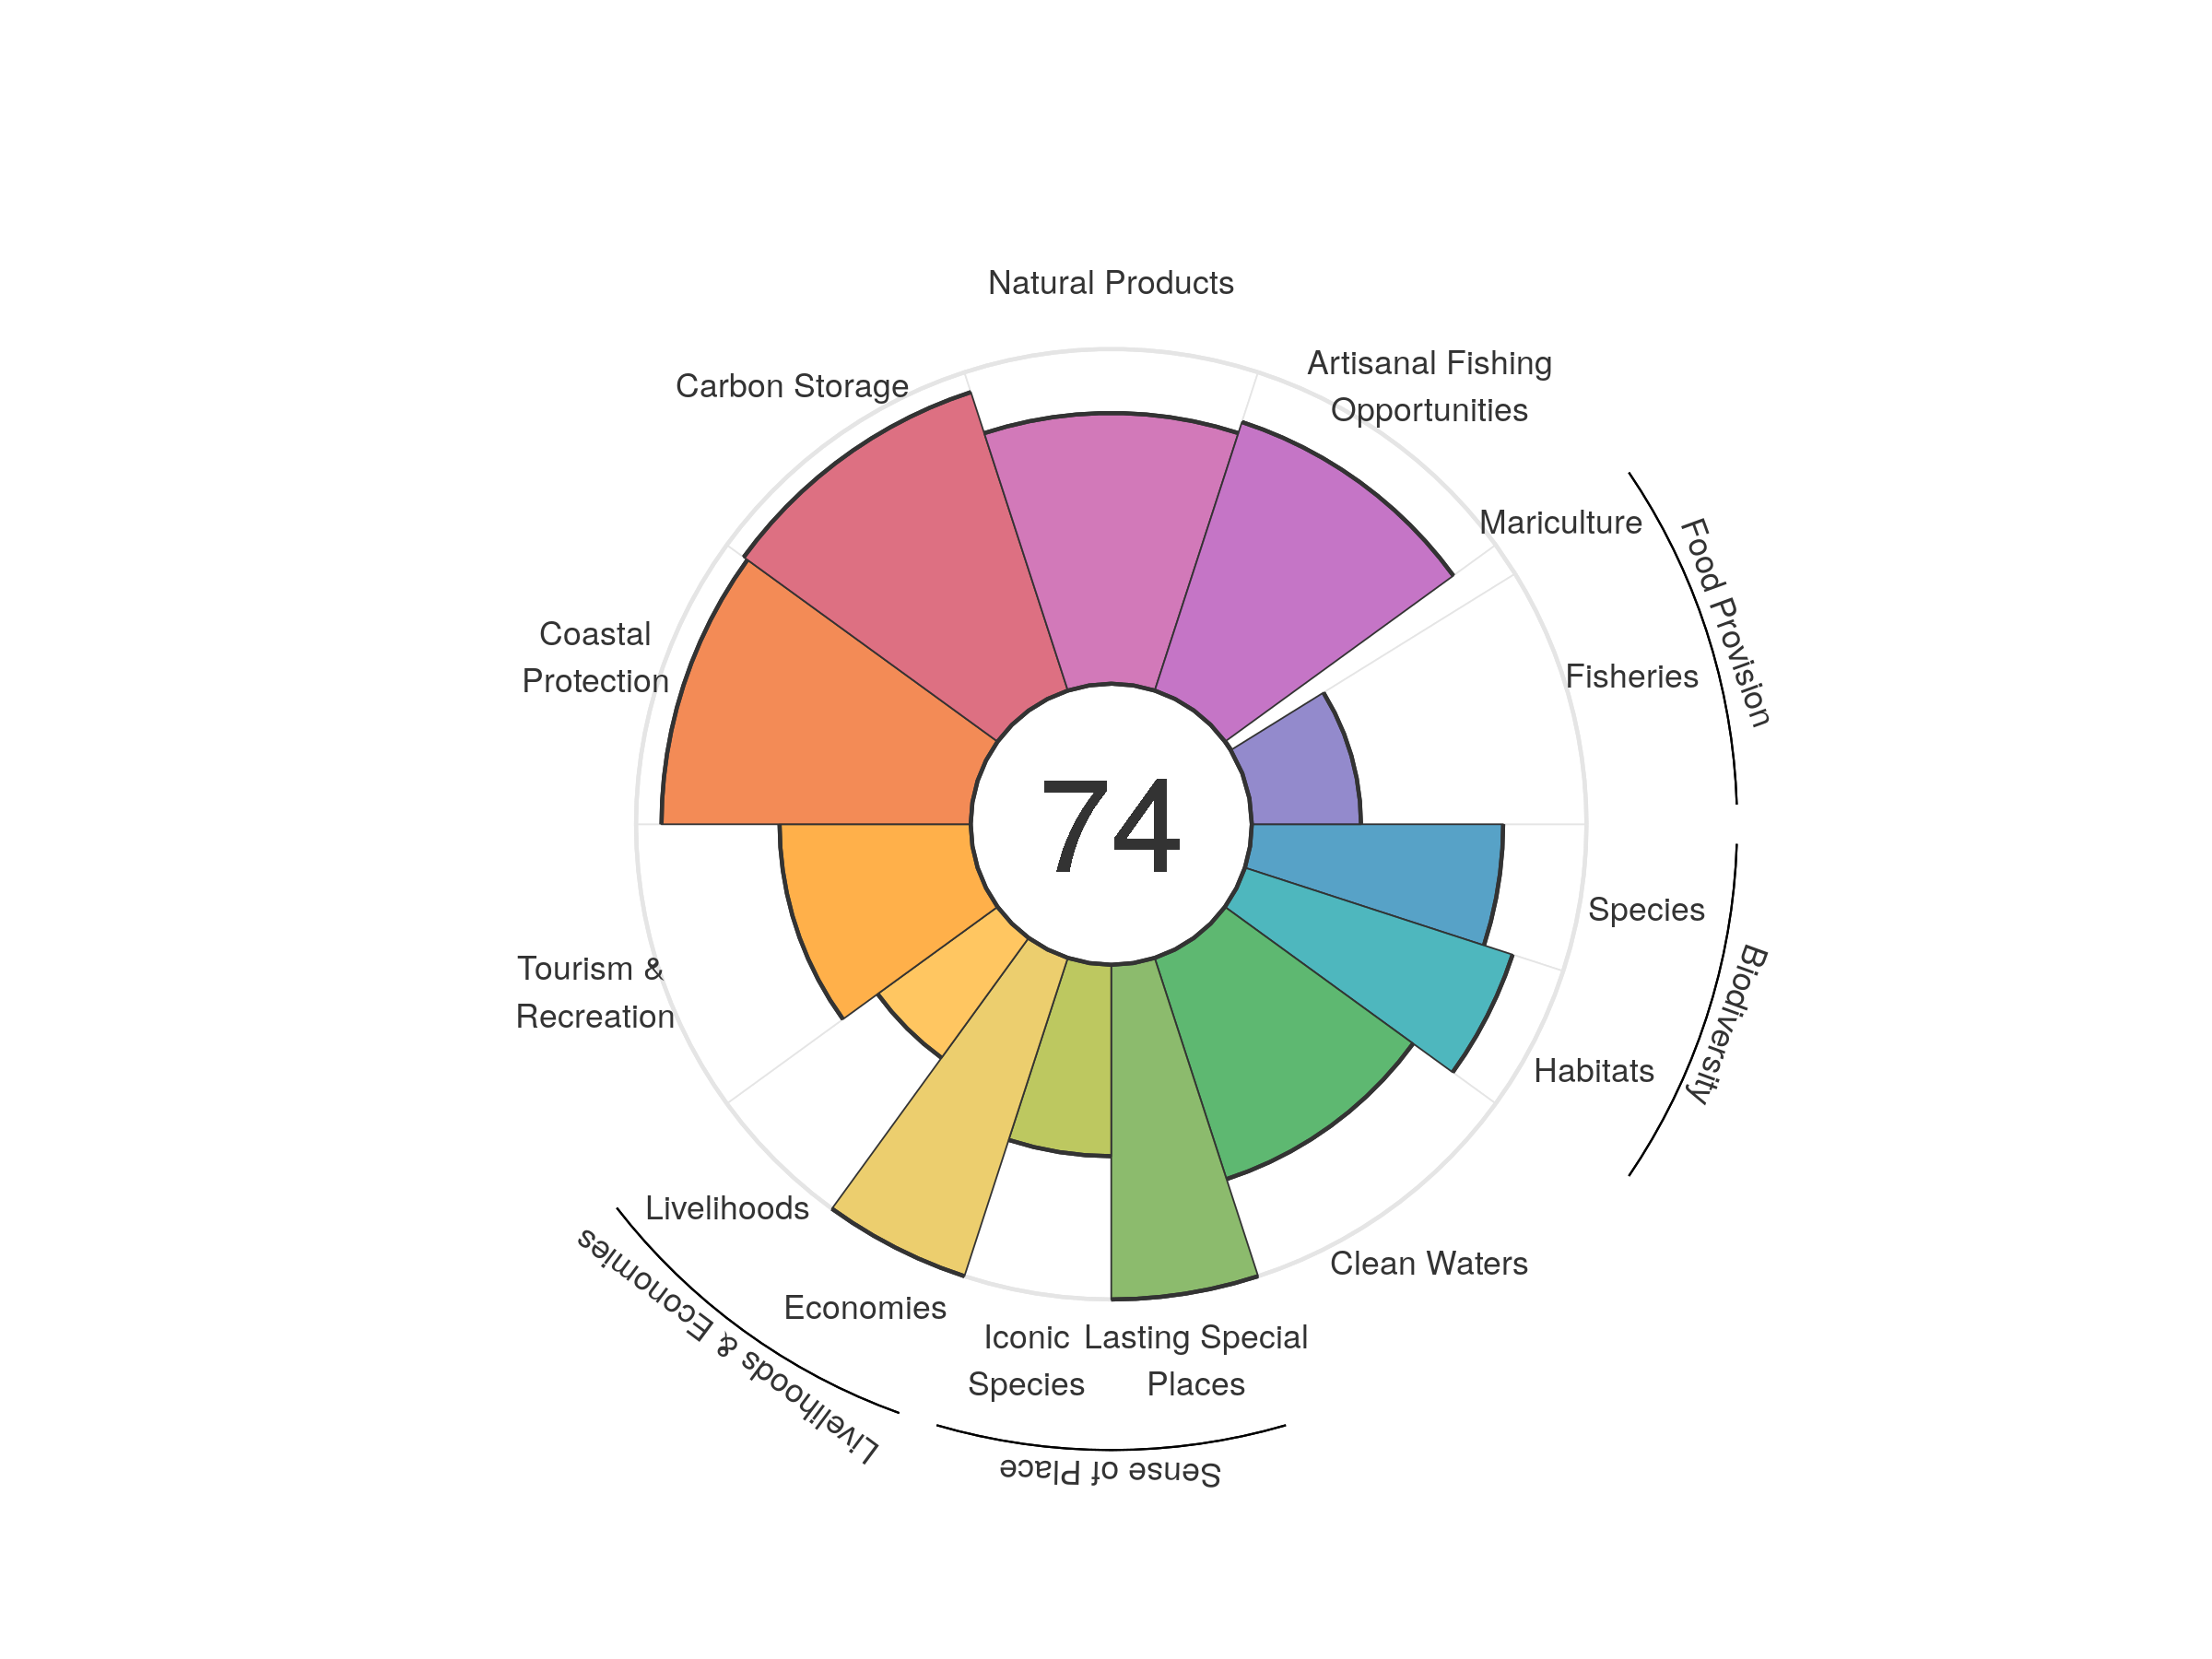 Natural Products
Artisanal Fishing
Opportunities
Carbon Storage
Mariculture
Food Provision
Coastal
Protection
Fisheries
74
Species
Biodiversity
Tourism &
Recreation
Habitats
Livelihoods
Livelihoods & Economies
Clean Waters
Economies
Iconic
Species
Lasting Special
Places
Sense of Place